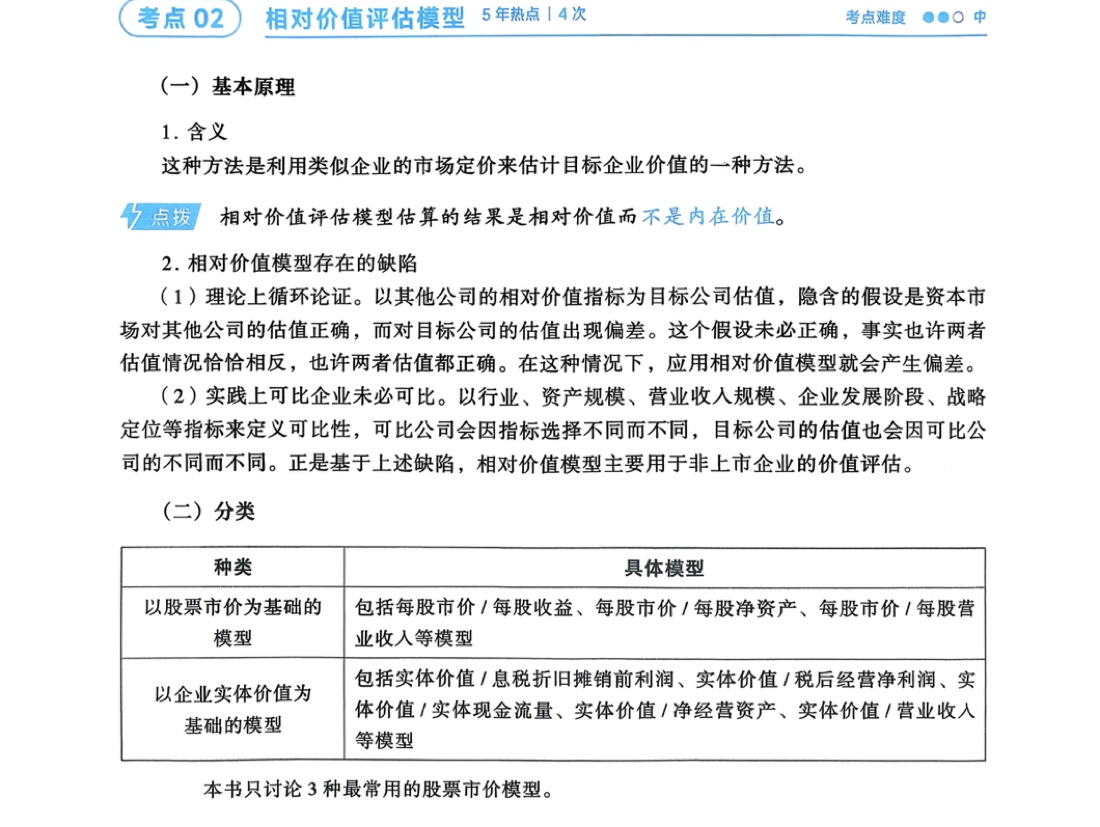 考点 02 相对价值评估模型 5 年热点 | 4 次 考点难度 中
（一）基本原理
1. 含义
这种方法是利用类似企业的市场定价来估计目标企业价值的一种方法。
点拨 相对价值评估模型估算的结果是相对价值而不是内在价值。
2. 相对价值模型存在的缺陷
（1）理论上循环论证。以其他公司的相对价值指标为目标公司估值，隐含的假设是资本市
场对其他公司的估值正确，而对目标公司的估值出现偏差。这个假设未必正确，事实也许两者
估值情况恰恰相反，也许两者估值都正确。在这种情况下，应用相对价值模型就会产生偏差。
（2）实践上可比企业未必可比。以行业、资产规模、营业收入规模、企业发展阶段、战略
定位等指标来定义可比性，可比公司会因指标选择不同而不同，目标公司的估值也会因可比公
司的不同而不同。正是基于上述缺陷，相对价值模型主要用于非上市企业的价值评估。
（二）分类
种类 具体模型
以股票市价为基础的
模型
包括每股市价 / 每股收益、每股市价 / 每股净资产、每股市价 / 每股营
业收入等模型
以企业实体价值为
基础的模型
包括实体价值 / 息税折旧摊销前利润、实体价值 / 税后经营净利润、实
体价值 / 实体现金流量、实体价值 / 净经营资产、实体价值 / 营业收入
等模型
本书只讨论 3 种最常用的股票市价模型。